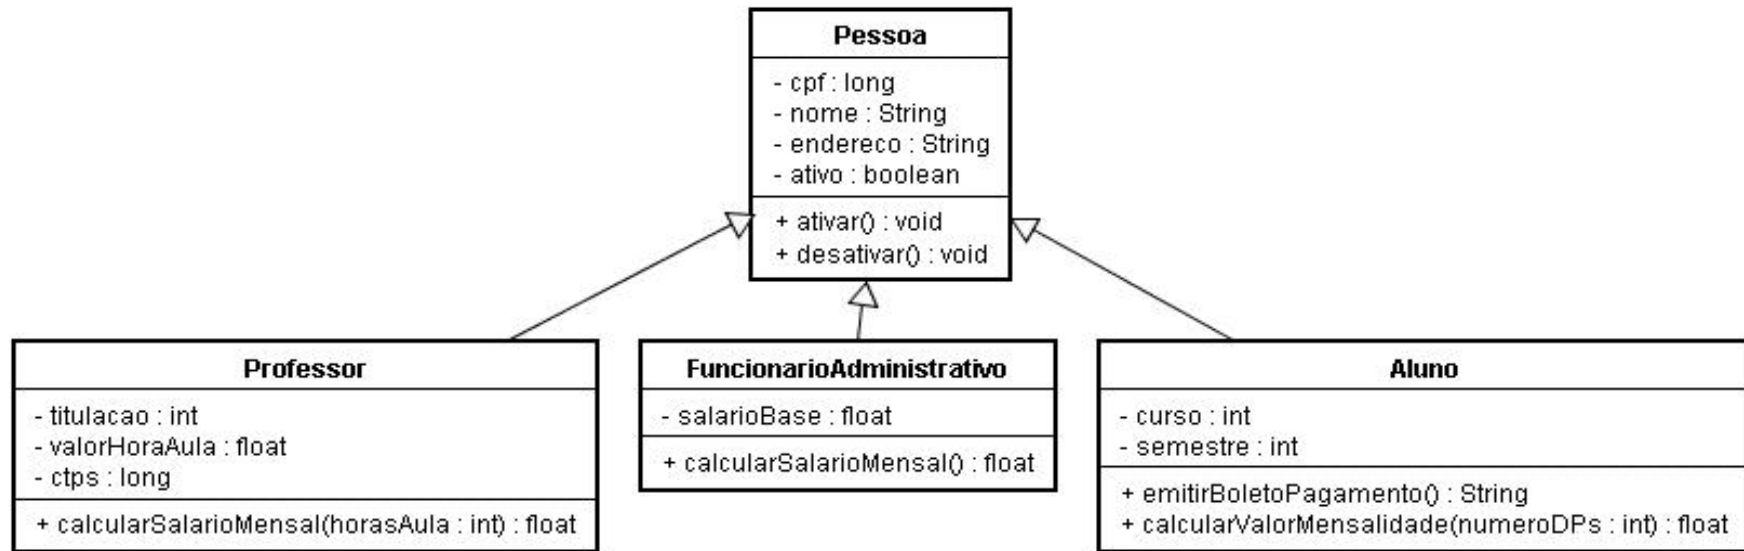 Pessoa
- cpf : long
- nome : String
- endereco : String
- ativo : boolean
+ ativar() : void
+ desativar() : void
Professor
- titulacao : int
- valorHoraAula : float
- ctps : long
+ calcularSalarioMensal(horasAula : int) : float
FuncionarioAdministrativo
- salarioBase : float
+ calcularSalarioMensal() : float
Aluno
- curso : int
- semestre : int
+ emitirBoletoPagamento() : String
+ calcularValorMensalidade(numeroDPs : int) : float